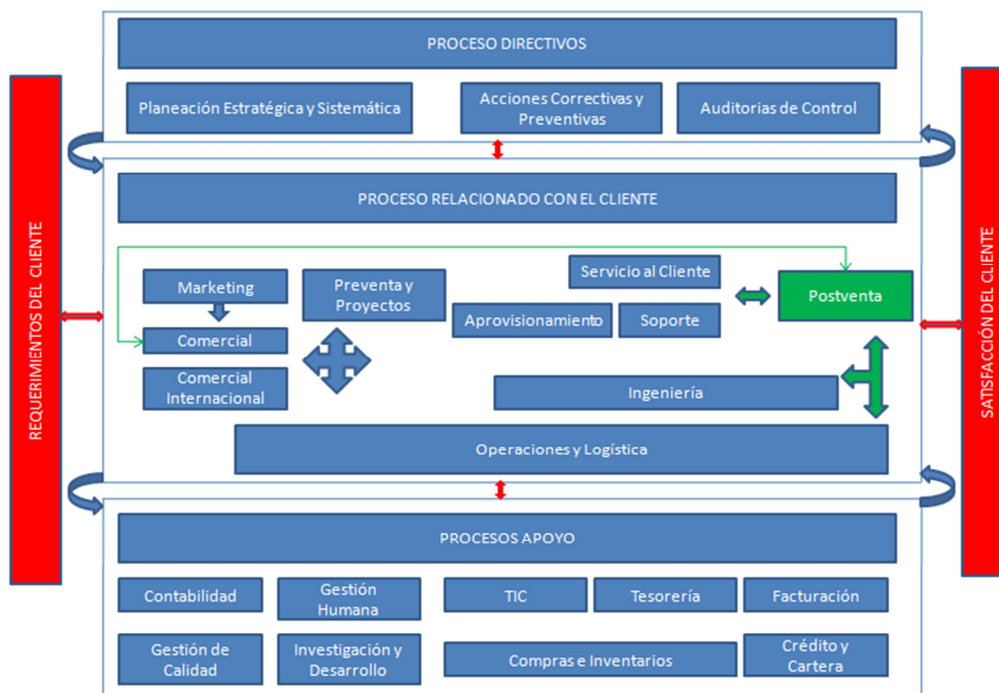 PROCESO DIRECTIVOS
Planeación Estratégica y Sistemática
Acciones Correctivas y
Preventivas
Auditorias de Control
REQUERIMIENTOS DEL CLIENTE
SATISFACCIÓN DEL CLIENTE
PROCESO RELACIONADO CON EL CLIENTE
Marketing
Preventa y
Proyectos
Servicio al Cliente
Postventa
Comercial
Aprovisionamiento
Soporte
Comercial
Internacional
Ingeniería
Operaciones y Logística
PROCESOS APOYO
Contabilidad
Gestión
Humana
TIC
Tesorería
Facturación
Gestión de
Calidad
Investigación y
Desarrollo
Compras e Inventarios
Crédito y
Cartera